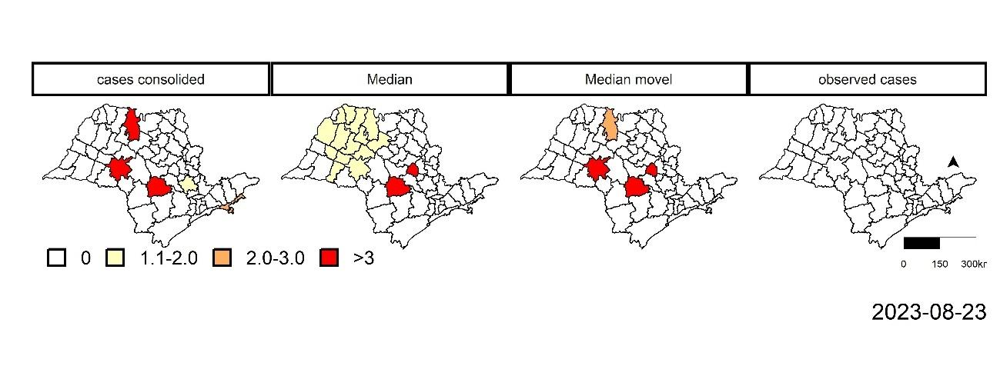 cases consolided
Median
Median movel
observed cases
0
1.1-2.0
2.0-3.0
>3
0 150 300kr
2023-08-23